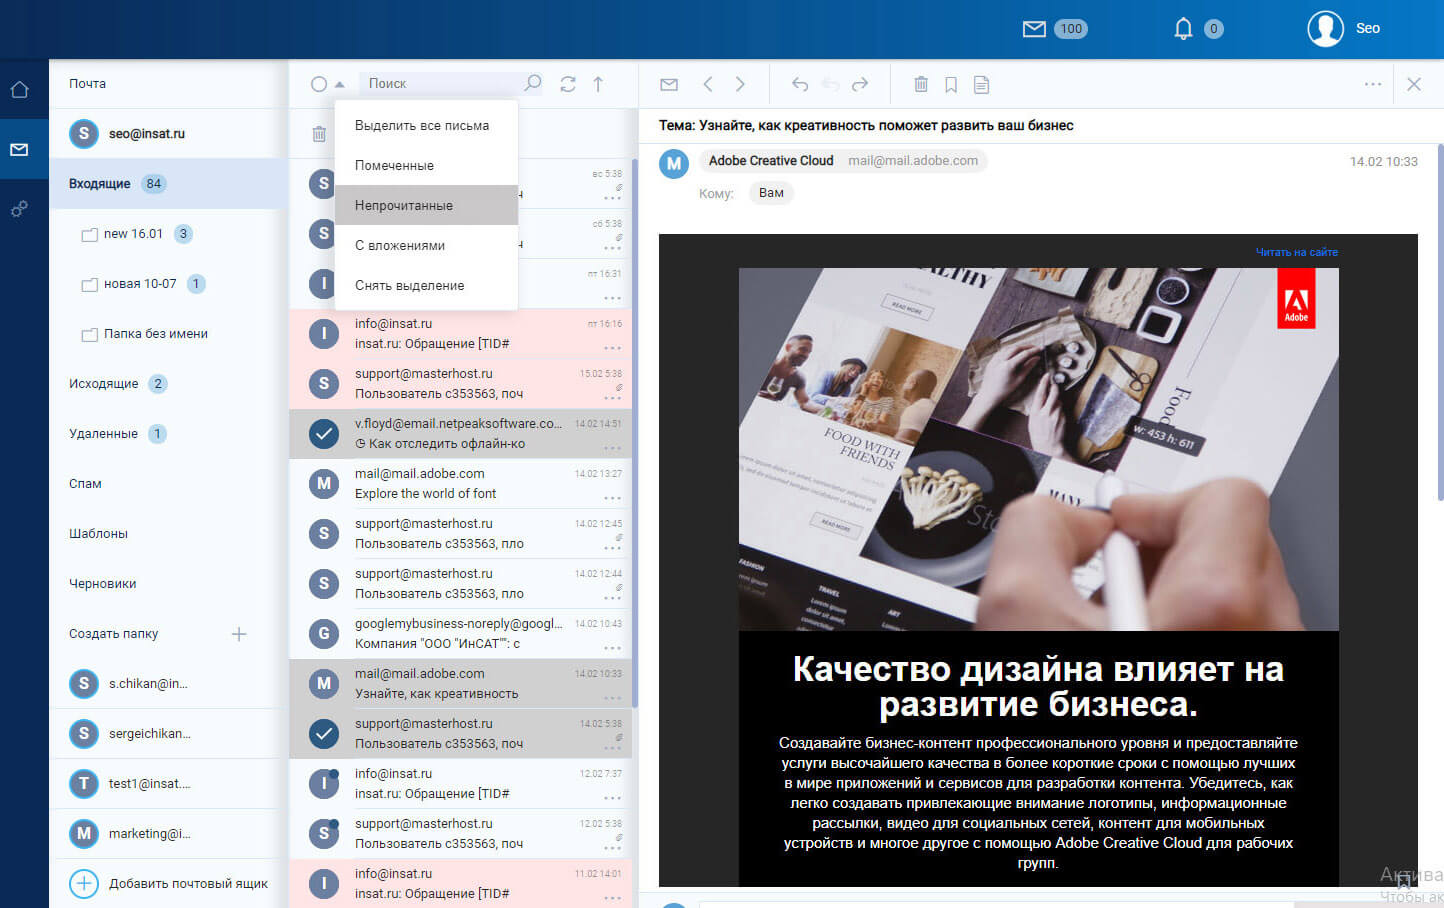 100
0
Seo
Почта
S
seo@insat.ru
Входящие 84
new 16.01 3
новая 10-07 1
Папка без имени
Исходящие 2
Удаленные 1
Спам
Шаблоны
Черновики
Создать папку
S s.chikan@in...
S sergeichikan...
T test1@insat....
M marketing@i...
Добавить почтовый ящик
Поиск
Выделить все письма
Помеченные
Непрочитанные
С вложениями
Снять выделение
S
вс 5:38
ч
S
сб 5:38
ч
I
пт 16:31
I
info@insat.ru
пт 16:16
insat.ru: Обращение [TID#
S
support@masterhost.ru
15.02 5:38
Пользователь c353563, поч
v.floyd@email.netpeaksoftware.co...
14.02 14:51
Как отследить офлайн-ко
M
mail@mail.adobe.com
14.02 13:27
Explore the world of font
S
support@masterhost.ru
14.02 12:45
Пользователь c353563, пло
S
support@masterhost.ru
14.02 12:44
Пользователь c353563, пло
G
googlemybusiness-noreply@googl...
14.02 10:43
Компания "ООО "ИнСАТ"": с
M
mail@mail.adobe.com
14.02 10:33
Узнайте, как креативность
support@masterhost.ru
14.02 5:38
Пользователь c353563, поч
I
info@insat.ru
12.02 7:37
insat.ru: Обращение [TID#
S
support@masterhost.ru
12.02 5:38
Пользователь c353563, поч
I
info@insat.ru
11.02 14:01
insat.ru: Обращение [TID#
Тема: Узнайте, как креативность поможет развить ваш бизнес
M
Adobe Creative Cloud mail@mail.adobe.com
14.02 10:33
Кому: Вам
Читать на сайте
Adobe
READ MORE
Food
w: 453 h: 611
FOOD WITH
FRIENDS
READ MORE
FASHION
TRAVEL
ART
Качество дизайна влияет на
развитие бизнеса.
Создавайте бизнес-контент профессионального уровня и предоставляйте
услуги высочайшего качества в более короткие сроки с помощью лучших
в мире приложений и сервисов для разработки контента. Убедитесь, как
легко создавать привлекающие внимание логотипы, информационные
рассылки, видео для социальных сетей, контент для мобильных
устройств и многое другое с помощью Adobe Creative Cloud для рабочих
групп.
Актива
Чтобы ак